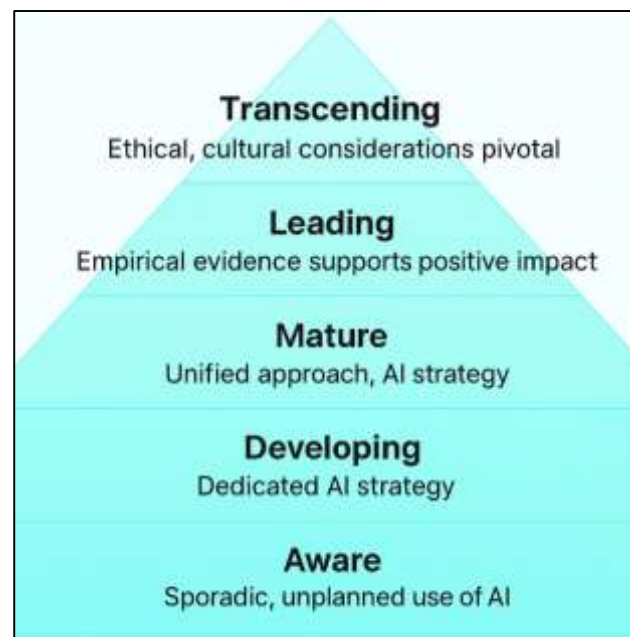 Transcending
Ethical, cultural considerations pivotal
Leading
Empirical evidence supports positive impact
Mature
Unified approach, AI strategy
Developing
Dedicated AI strategy
Aware
Sporadic, unplanned use of AI